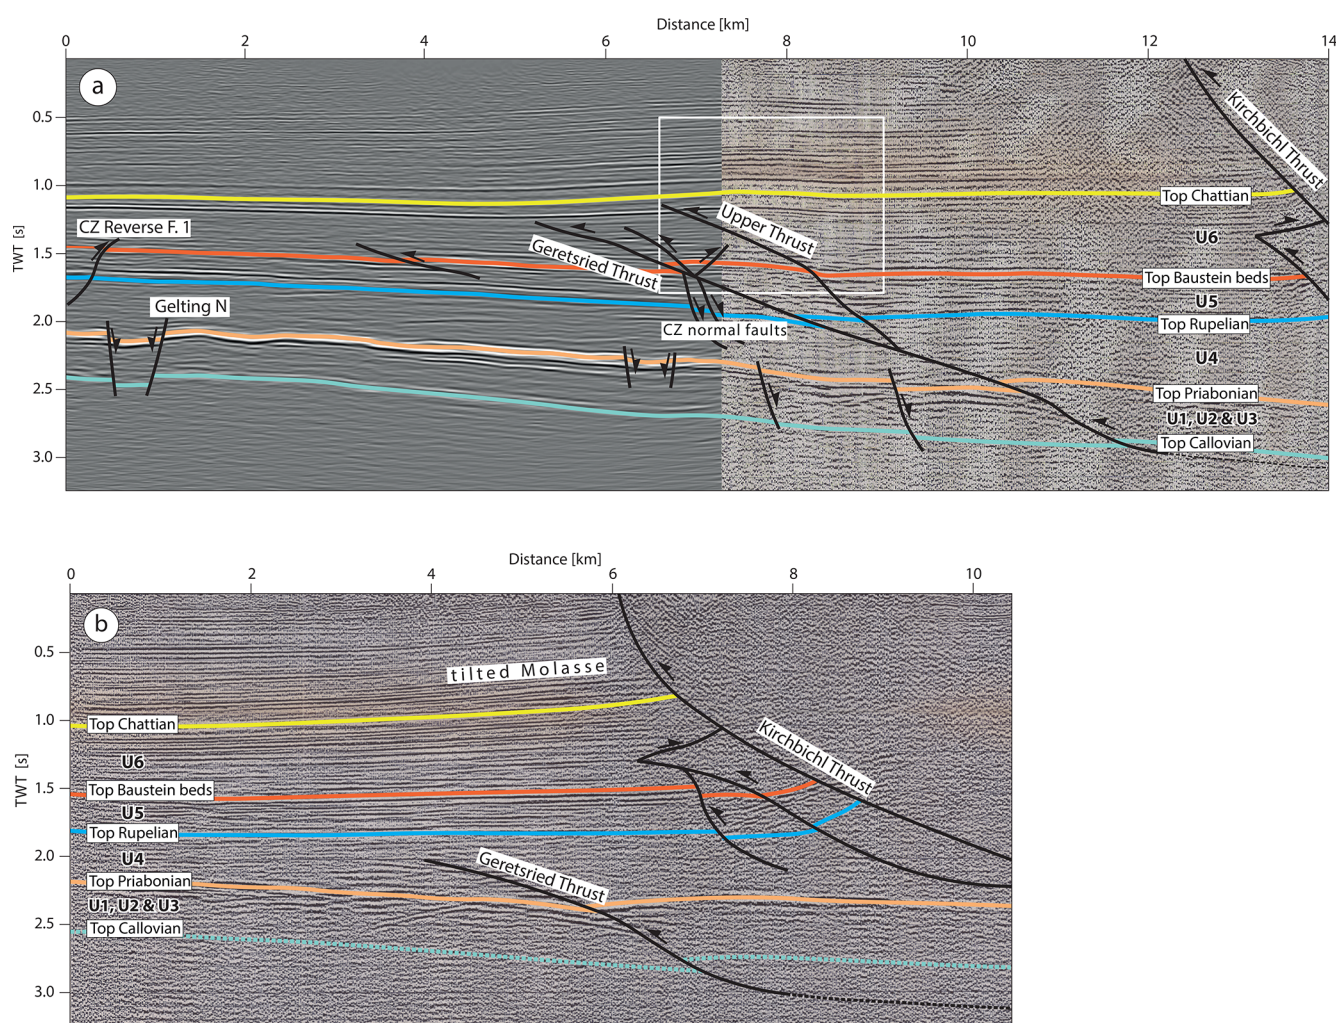 Distance [km]
0 2 4 6 8 10 12 14
a
0.5
1.0
1.5
2.0
2.5
3.0
TWT [s]
Kirchbichl Thrust
Top Chattian
CZ Reverse F. 1
Upper Thrust
U6
Geretsried Thrust
Top Baustein beds
Gelting N
U5
CZ normal faults
Top Rupelian
U4
Top Priabonian
U1, U2 & U3
Top Callovian
Distance [km]
0 2 4 6 8 10
b
0.5
1.0
1.5
2.0
2.5
3.0
TWT [s]
tilted Molasse
Top Chattian
Kirchbichl Thrust
U6
Top Baustein beds
U5
Top Rupelian
U4
Geretsried Thrust
Top Priabonian
U1, U2 & U3
Top Callovian